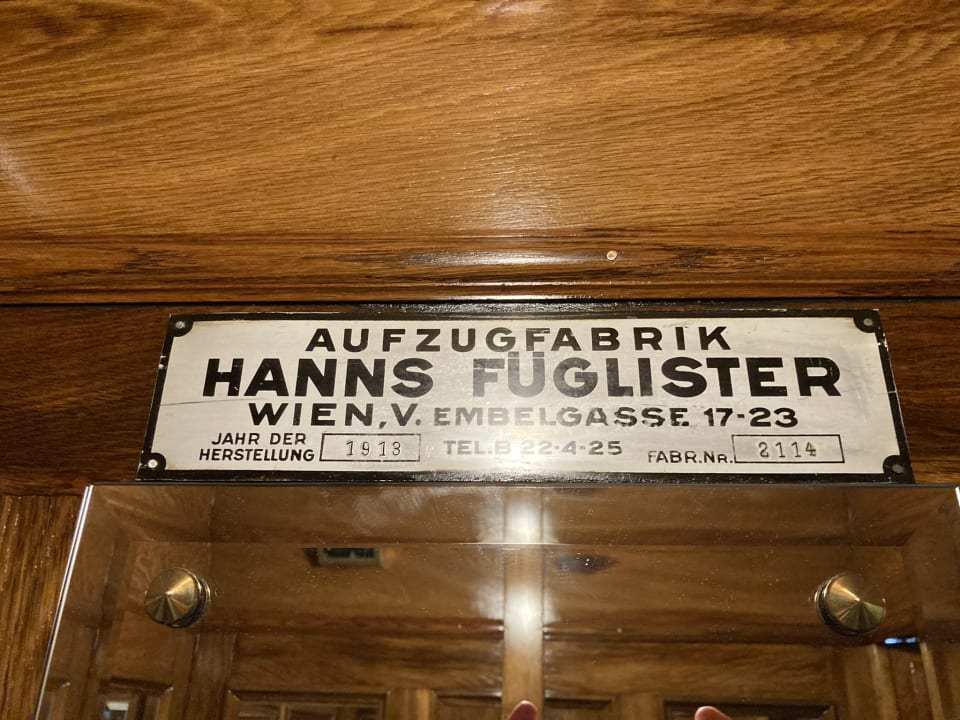 AUFZUGFABRIK
HANNS FÜGLISTER
WIEN, V. EMBELGASSE 17-23
JAHR DER HERSTELLUNG 1913 TEL. B 22-4-25 FABR. NR. 2114